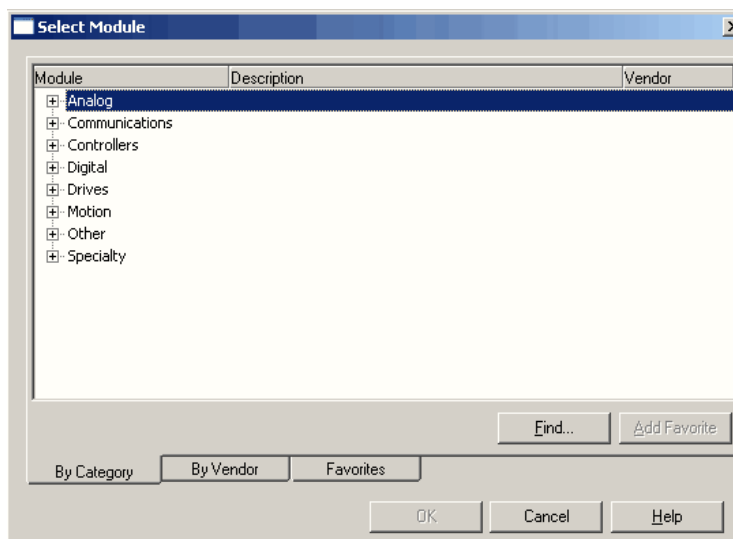 Select Module
Module Description Vendor
Analog
Communications
Controllers
Digital
Drives
Motion
Other
Specialty
Find... Add Favorite
By Category By Vendor Favorites
OK Cancel Help